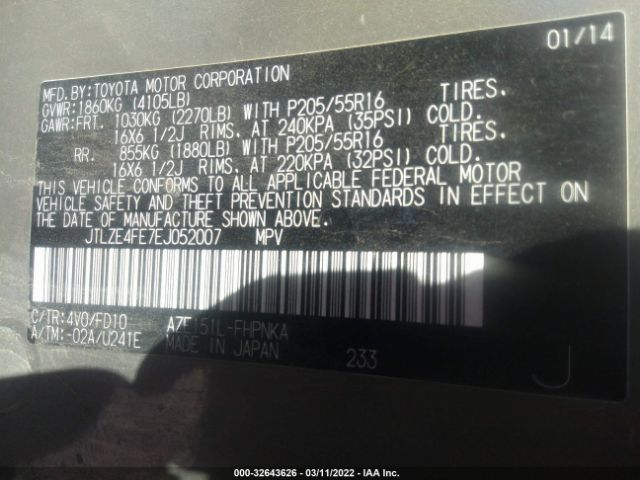 01/14
MFD.BY:TOYOTA MOTOR CORPORATION
GVWR:1860KG (4105LB)
GAWR:FRT. 1030KG (2270LB) WITH P205/55R16 TIRES.
16X6 1/2J RIMS. AT 240KPA (35PSI) COLD.
RR. 855KG (1880LB) WITH P205/55R16 TIRES.
16X6 1/2J RIMS. AT 220KPA (32PSI) COLD.
THIS VEHICLE CONFORMS TO ALL APPLICABLE FEDERAL MOTOR
VEHICLE SAFETY AND THEFT PREVENTION STANDARDS IN EFFECT ON
THE DATE OF MANUFACTURE SHOWN ABOVE.
JTLZE4FE7EJ052007 MPV
C/TR:4V0/FD10 AZE151L-FHPNKA
A/TM:-02A/U241E MADE IN JAPAN 233 J
000-32643626 - 03/11/2022 - IAA Inc.